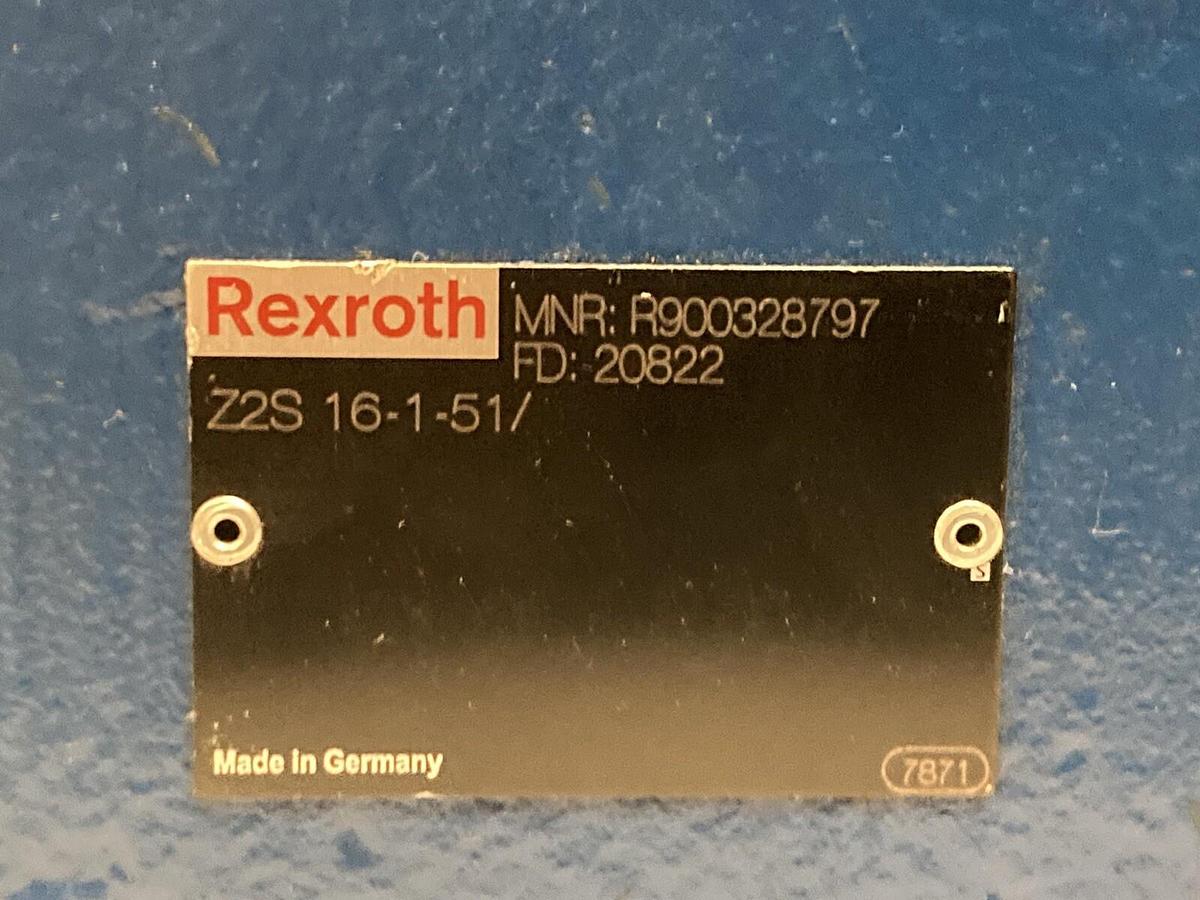 Rexroth
MNR: R900328797
FD: 20822
Z2S 16-1-51/
S
Made in Germany
7871